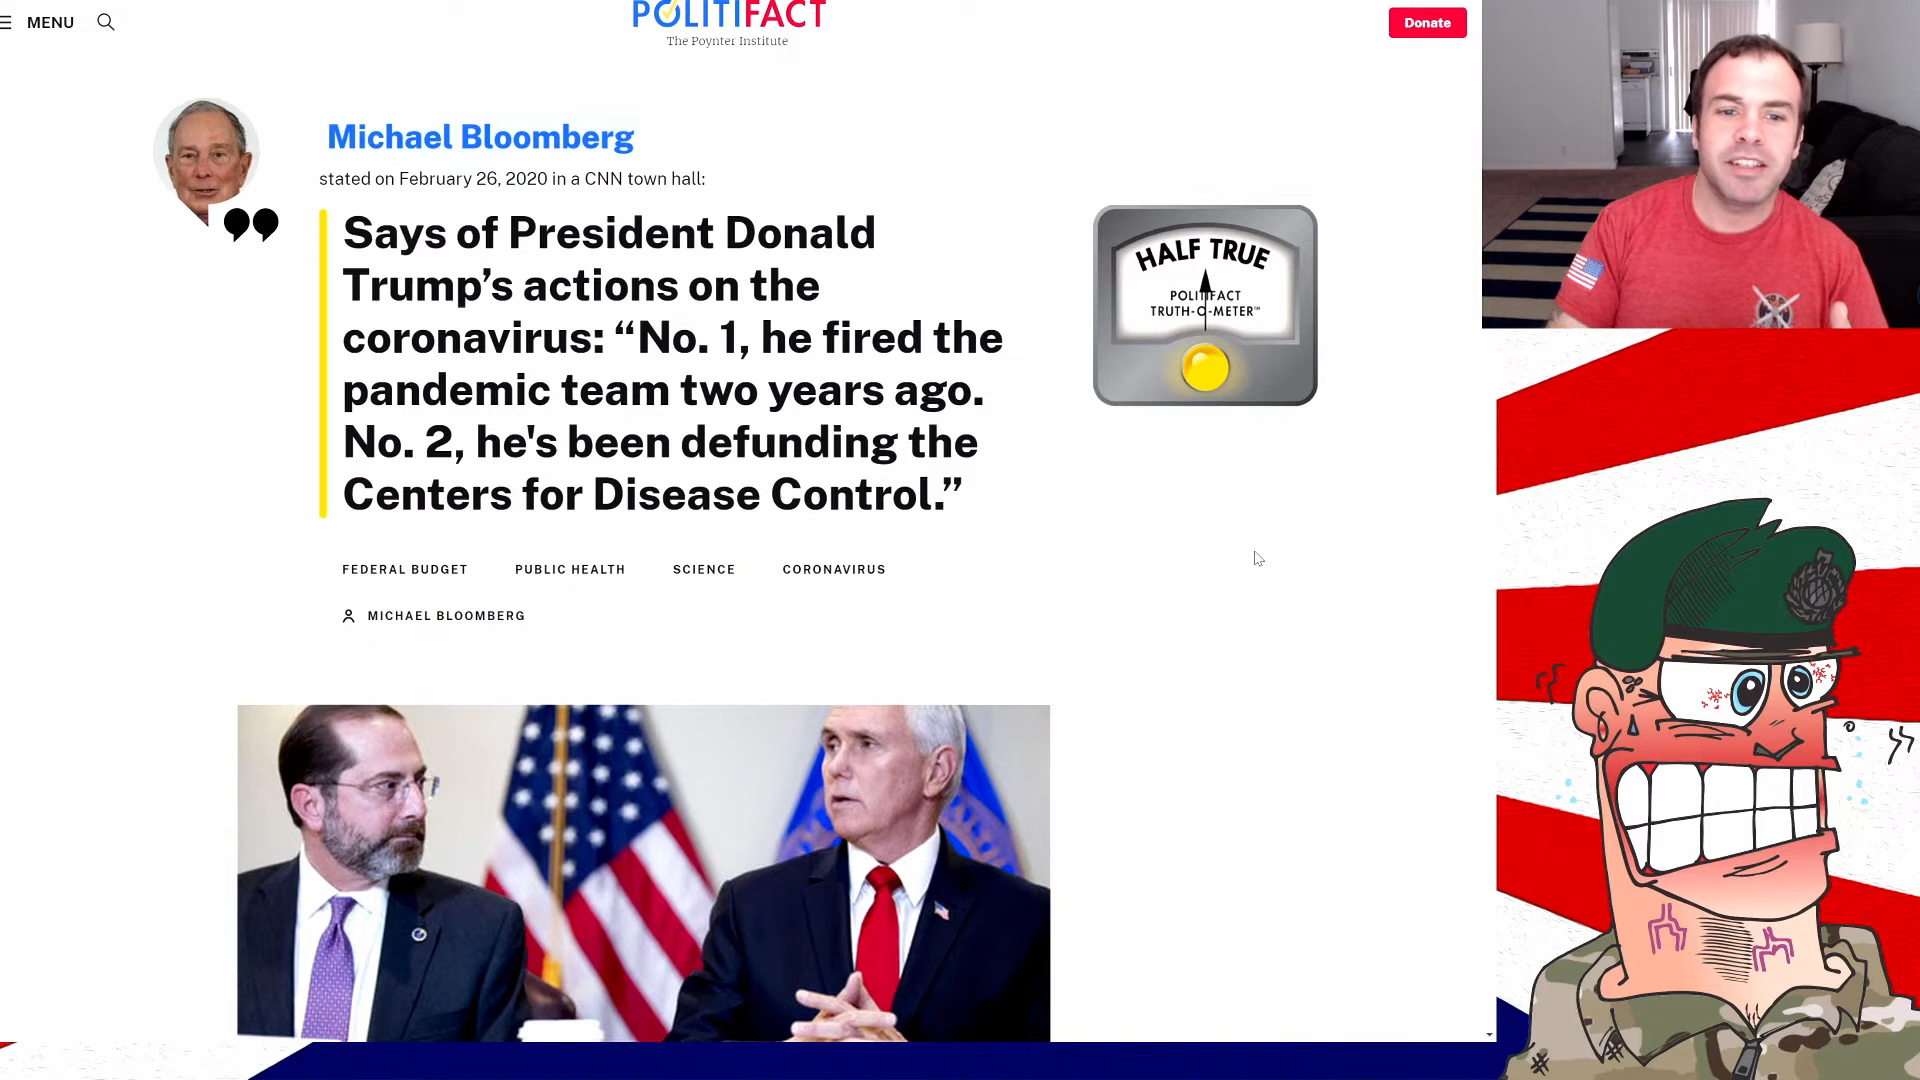 MENU
POLITIFACT
The Poynter Institute
Donate
Michael Bloomberg
stated on February 26, 2020 in a CNN town hall:
Says of President Donald
Trump’s actions on the
coronavirus: “No. 1, he fired the
pandemic team two years ago.
No. 2, he's been defunding the
Centers for Disease Control.”
HALF TRUE
POLITIFACT
TRUTH-O-METER™
FEDERAL BUDGET PUBLIC HEALTH SCIENCE CORONAVIRUS
MICHAEL BLOOMBERG